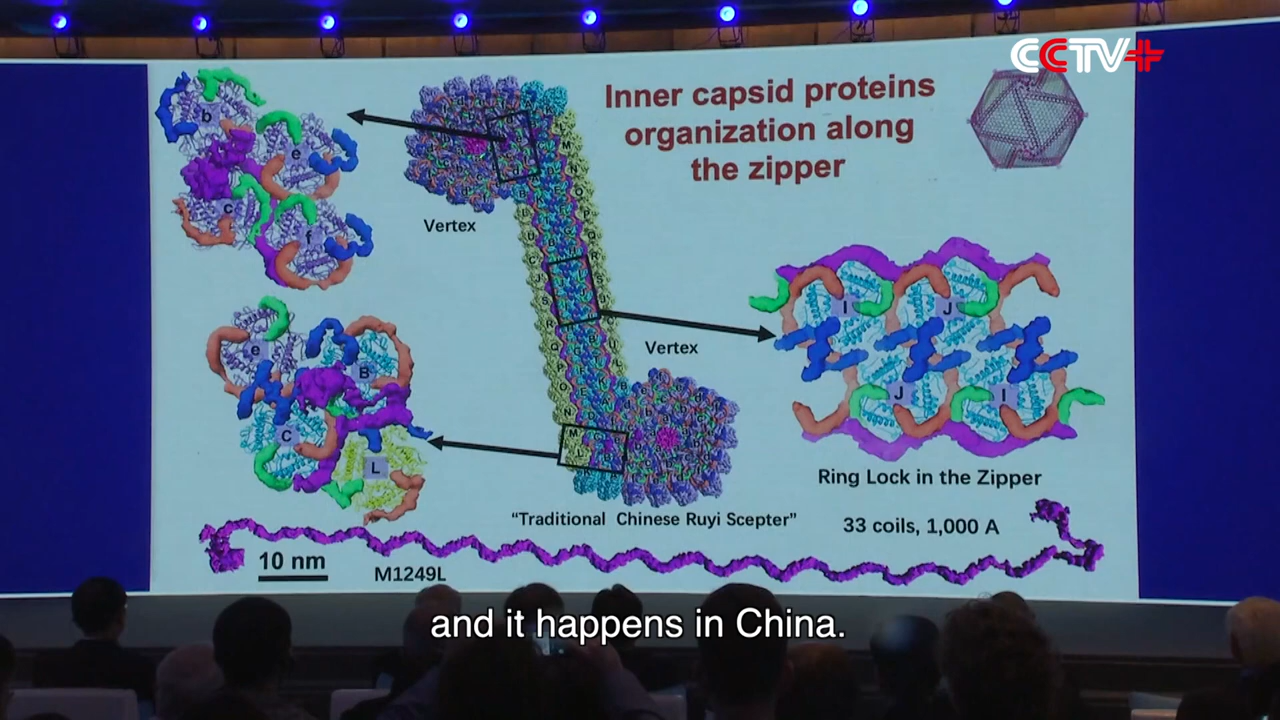 CCTV+
Inner capsid proteins
organization along
the zipper
b
e
c
f
Vertex
e
B
C
L
Vertex
I
J
J
I
Ring Lock in the Zipper
"Traditional Chinese Ruyi Scepter"
33 coils, 1,000 A
10 nm
M1249L
and it happens in China.